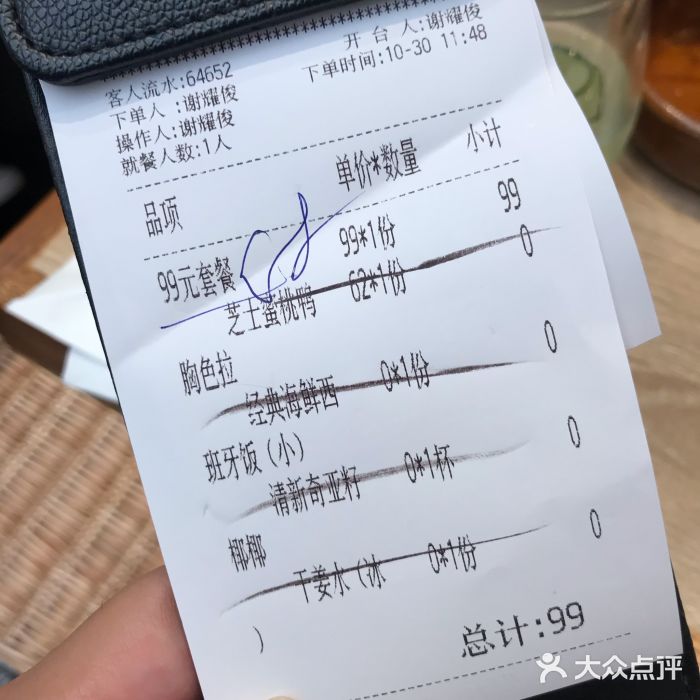 开 台 人:谢耀俊
客人流水:64652
下单时间:10-30 11:48
下单人 :谢耀俊
操作人:谢耀俊
就餐人数:1人
品项 单价*数量 小计
99元套餐 99*1份 99
芝士蜜桃鸭 62*1份 0
胸色拉
经典海鲜西 0*1份 0
班牙饭(小)
清新奇亚籽 0*1杯 0
椰椰
干姜水(冰 0*1份 0
)
总计:99
大众点评